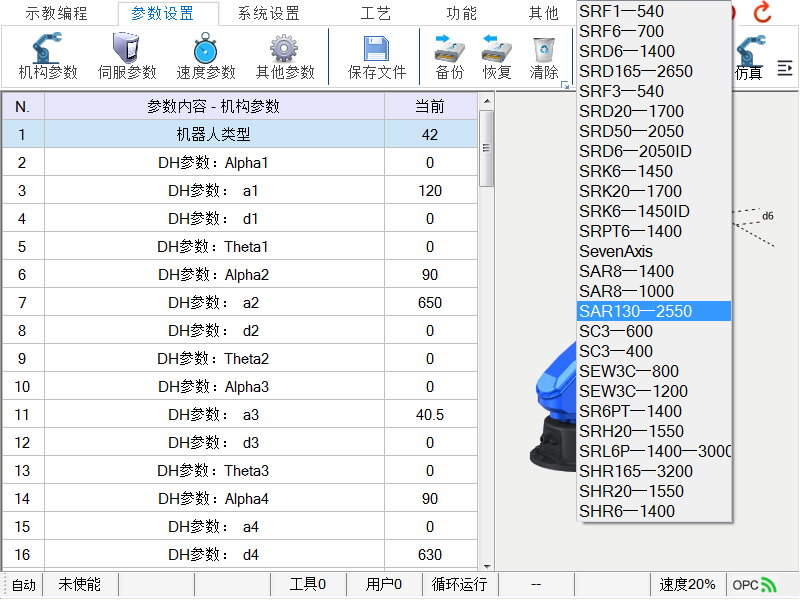 示教编程 参数设置 系统设置 工艺 功能 其他
机构参数 伺服参数 速度参数 其他参数 保存文件 备份 恢复 清除 仿真
N. 参数内容 - 机构参数 当前
1 机器人类型 42
2 DH参数：Alpha1 0
3 DH参数： a1 120
4 DH参数： d1 0
5 DH参数：Theta1 0
6 DH参数：Alpha2 90
7 DH参数： a2 650
8 DH参数： d2 0
9 DH参数：Theta2 0
10 DH参数：Alpha3 0
11 DH参数： a3 40.5
12 DH参数： d3 0
13 DH参数：Theta3 0
14 DH参数：Alpha4 90
15 DH参数： a4 0
16 DH参数： d4 630
SRF1—540
SRF6—700
SRD6—1400
SRD165—2650
SRF3—540
SRD20—1700
SRD50—2050
SRD6—2050ID
SRK6—1450
SRK20—1700
SRK6—1450ID
SRPT6—1400
SevenAxis
SAR8—1400
SAR8—1000
SAR130—2550
SC3—600
SC3—400
SEW3C—800
SEW3C—1200
SR6PT—1400
SRH20—1550
SRL6P—1400—3000
SHR165—3200
SHR20—1550
SHR6—1400
d6
自动 未使能 工具0 用户0 循环运行 -- 速度20% OPC